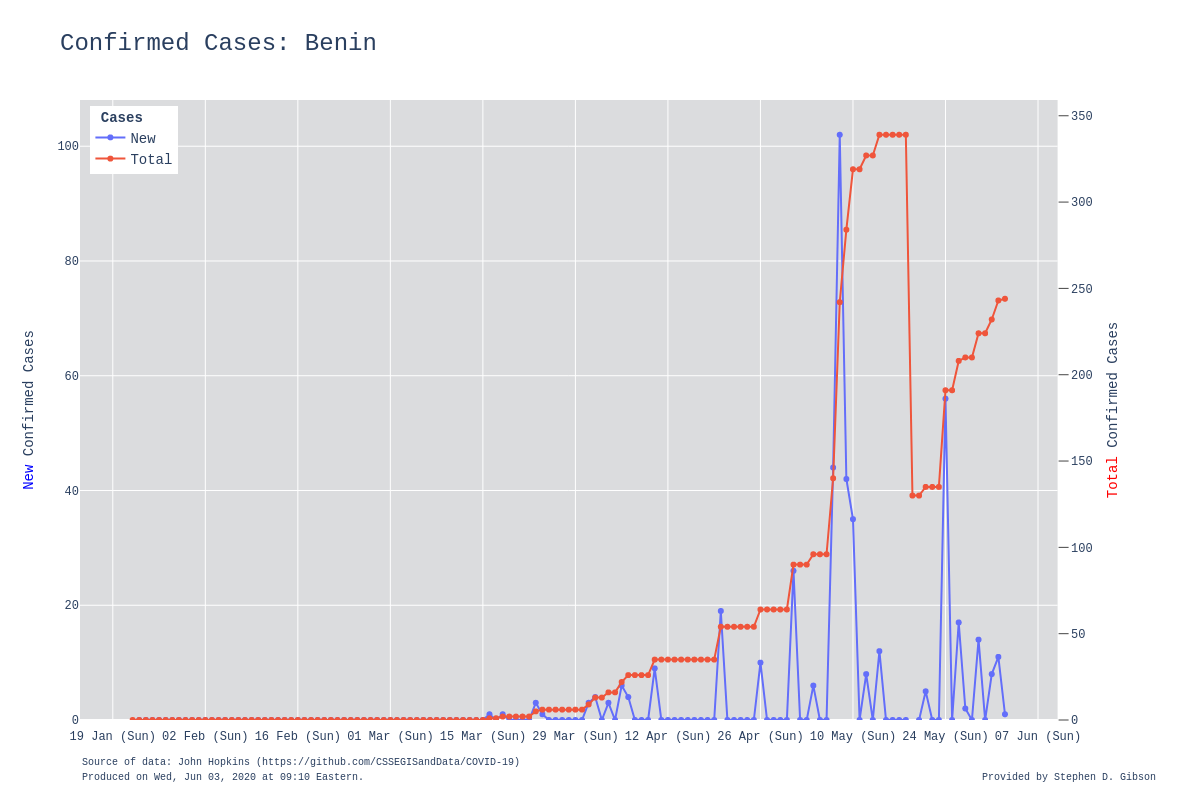 Confirmed Cases: Benin
Cases
New
Total
100
80
60
40
20
0
350
300
250
200
150
100
50
0
New Confirmed Cases
Total Confirmed Cases
19 Jan (Sun) 02 Feb (Sun) 16 Feb (Sun) 01 Mar (Sun) 15 Mar (Sun) 29 Mar (Sun) 12 Apr (Sun) 26 Apr (Sun) 10 May (Sun) 24 May (Sun) 07 Jun (Sun)
Source of data: John Hopkins (https://github.com/CSSEGISandData/COVID-19)
Produced on Wed, Jun 03, 2020 at 09:10 Eastern.
Provided by Stephen D. Gibson